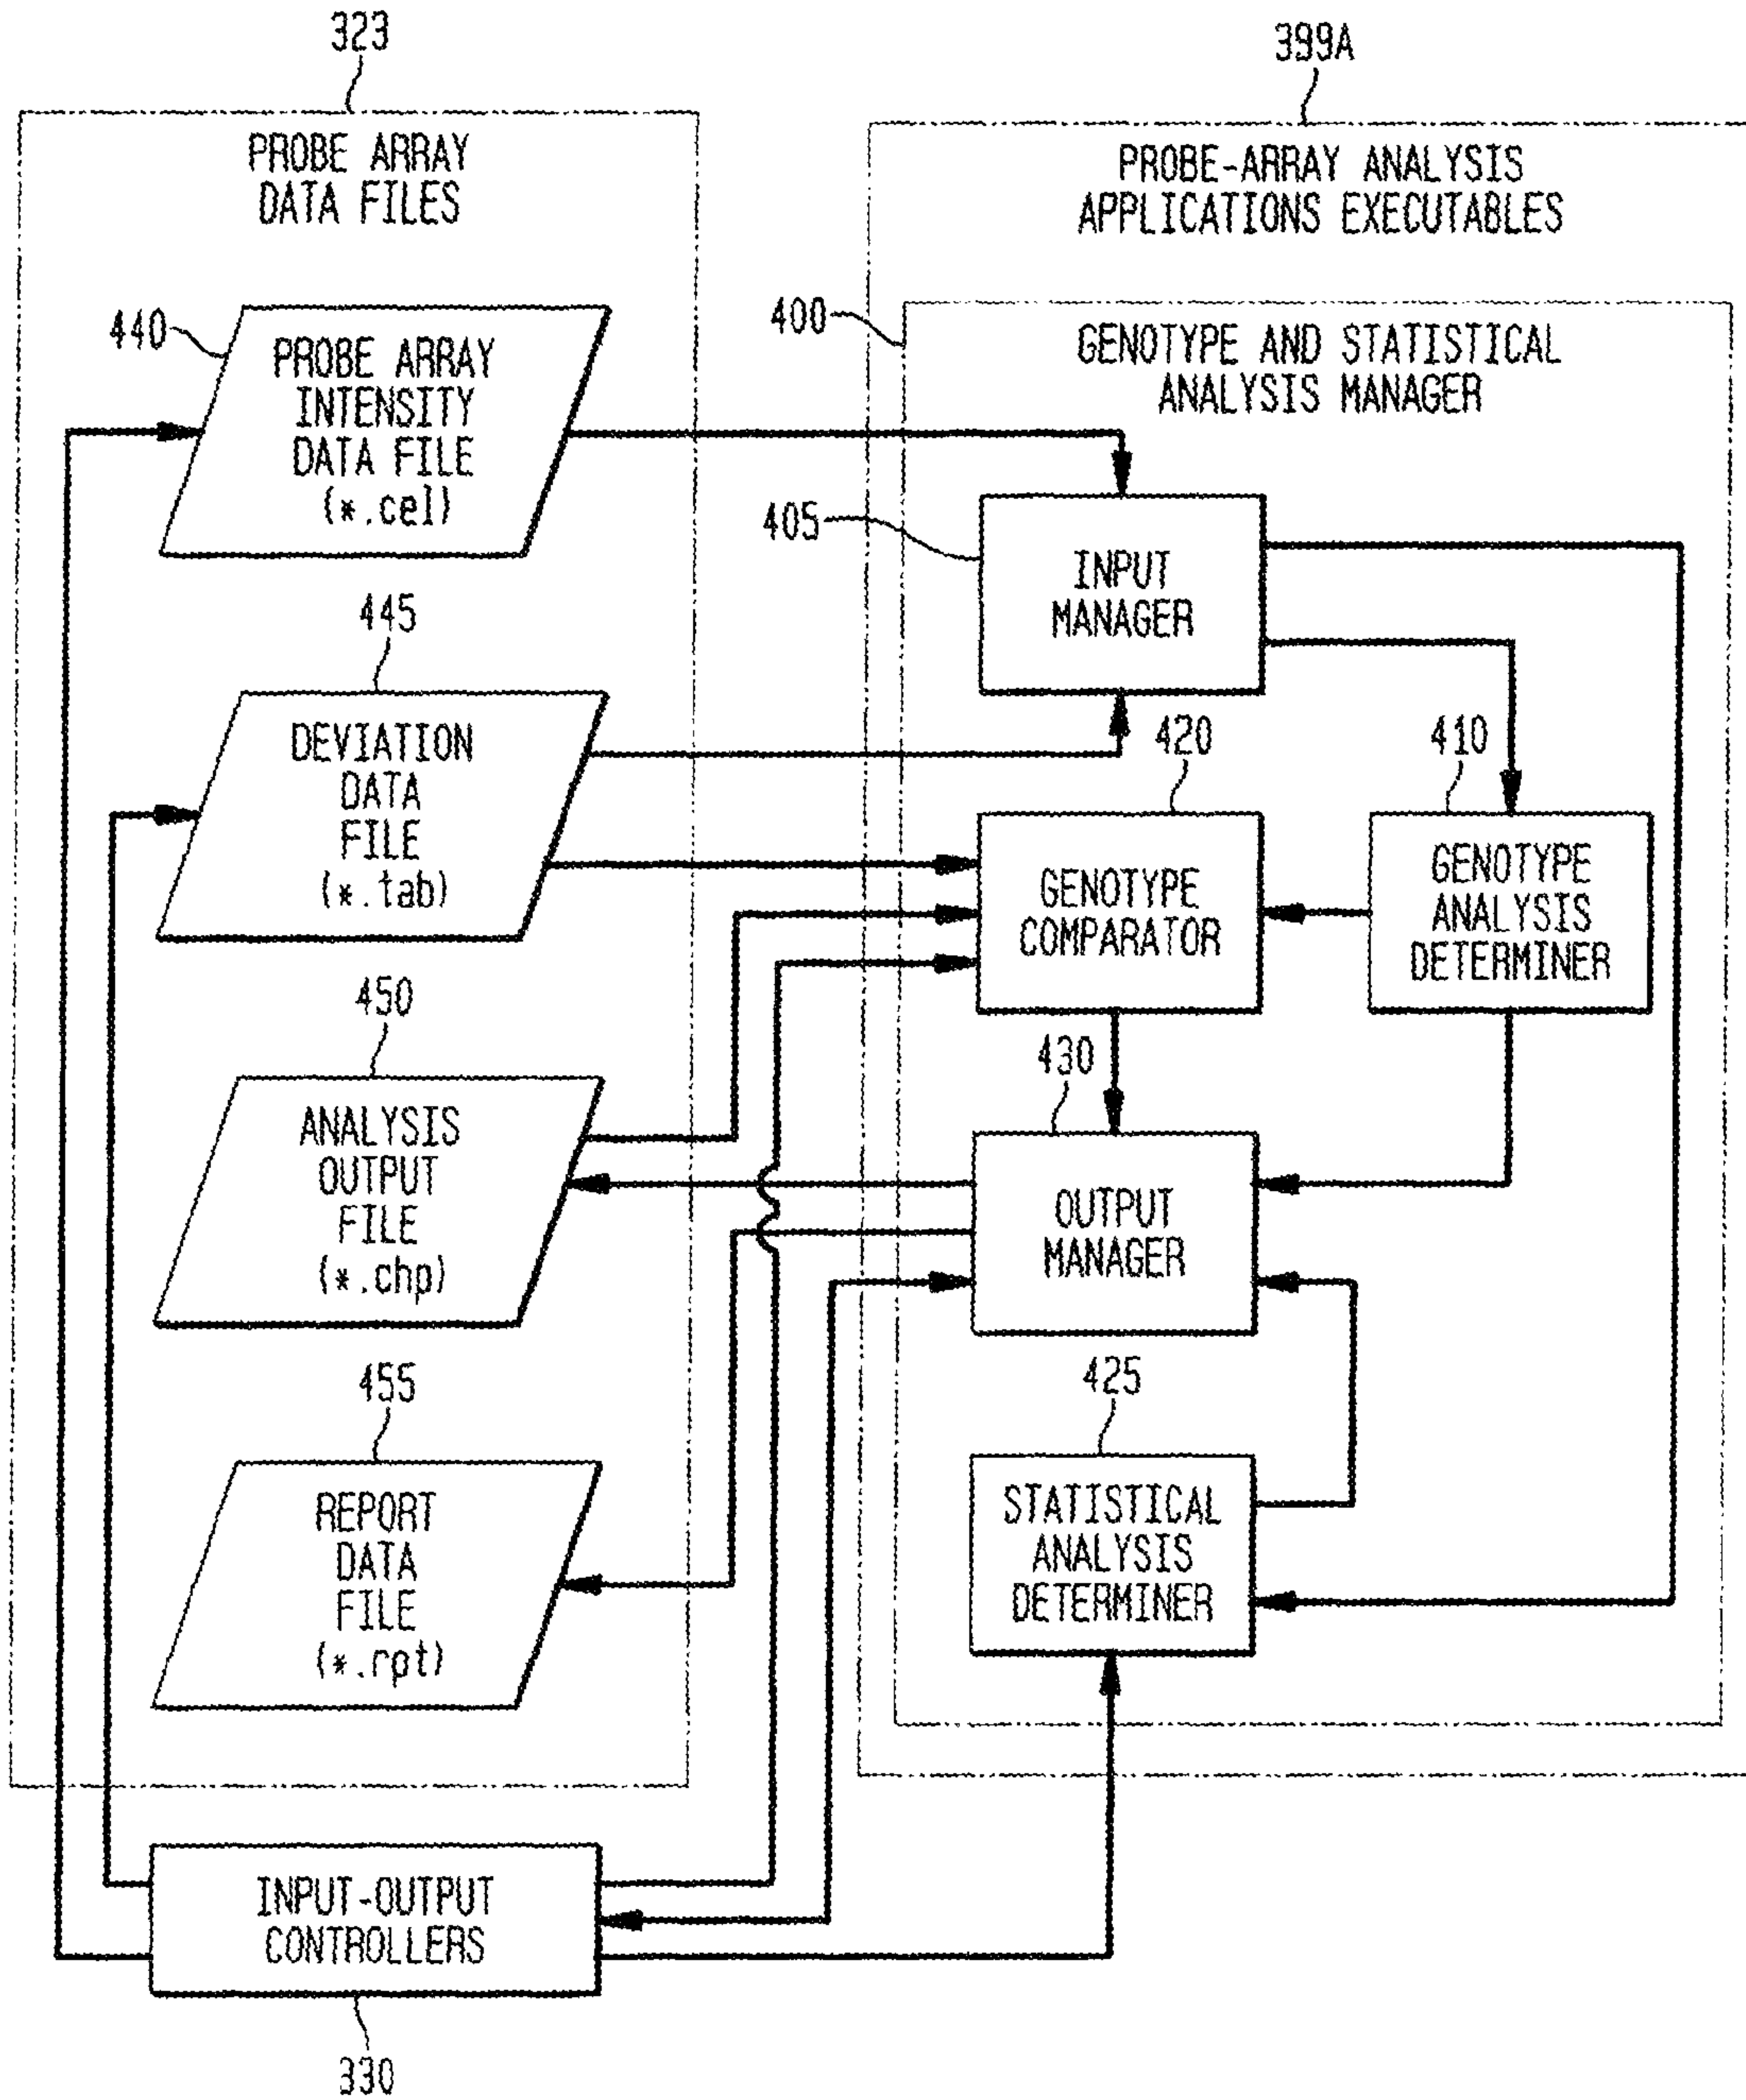 323
399A
PROBE ARRAY
DATA FILES
PROBE-ARRAY ANALYSIS
APPLICATIONS EXECUTABLES
440
PROBE ARRAY
INTENSITY
DATA FILE
(*.cel)
400
GENOTYPE AND STATISTICAL
ANALYSIS MANAGER
405
INPUT
MANAGER
445
DEVIATION
DATA
FILE
(*.tab)
420
GENOTYPE
COMPARATOR
410
GENOTYPE
ANALYSIS
DETERMINER
450
ANALYSIS
OUTPUT
FILE
(*.chp)
430
OUTPUT
MANAGER
455
REPORT
DATA
FILE
(*.rpt)
425
STATISTICAL
ANALYSIS
DETERMINER
INPUT-OUTPUT
CONTROLLERS
330